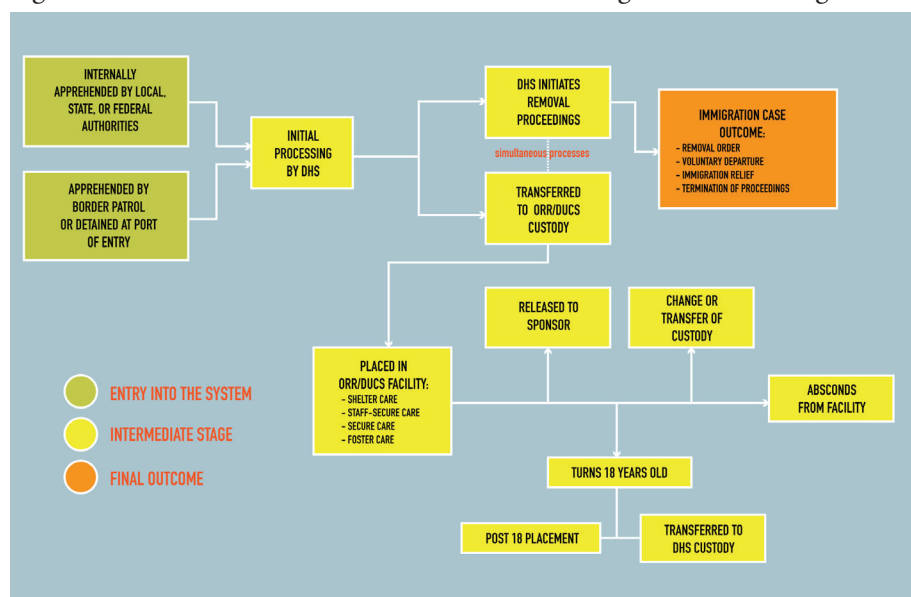 INTERNALLY
APPREHENDED BY LOCAL,
STATE, OR FEDERAL
AUTHORITIES
APPREHENDED BY
BORDER PATROL
OR DETAINED AT PORT
OF ENTRY
INITIAL
PROCESSING
BY DHS
DHS INITIATES
REMOVAL
PROCEEDINGS
simultaneous processes
TRANSFERRED
TO ORR/DUCS
CUSTODY
IMMIGRATION CASE
OUTCOME:
- REMOVAL ORDER
- VOLUNTARY DEPARTURE
- IMMIGRATION RELIEF
- TERMINATION OF PROCEEDINGS
PLACED IN
ORR/DUCS FACILITY:
- SHELTER CARE
- STAFF-SECURE CARE
- SECURE CARE
- FOSTER CARE
RELEASED TO
SPONSOR
CHANGE OR
TRANSFER OF
CUSTODY
ABSCONDS
FROM FACILITY
TURNS 18 YEARS OLD
POST 18 PLACEMENT
TRANSFERRED TO
DHS CUSTODY
ENTRY INTO THE SYSTEM
INTERMEDIATE STAGE
FINAL OUTCOME